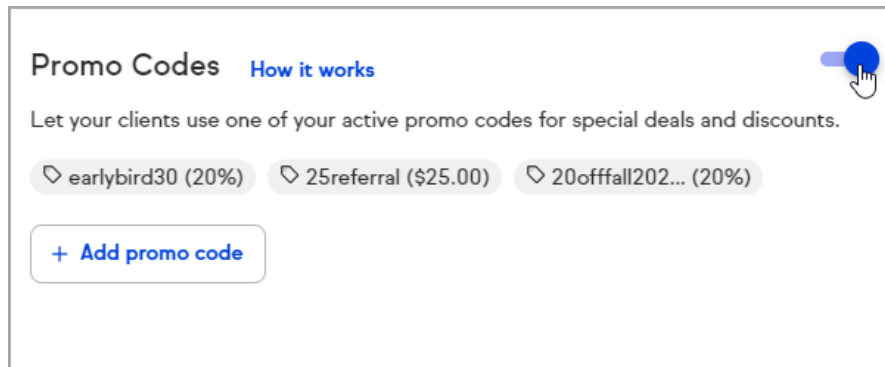 Promo Codes How it works
Let your clients use one of your active promo codes for special deals and discounts.
earlybird30 (20%) 25referral ($25.00) 20offfall202... (20%)
+ Add promo code